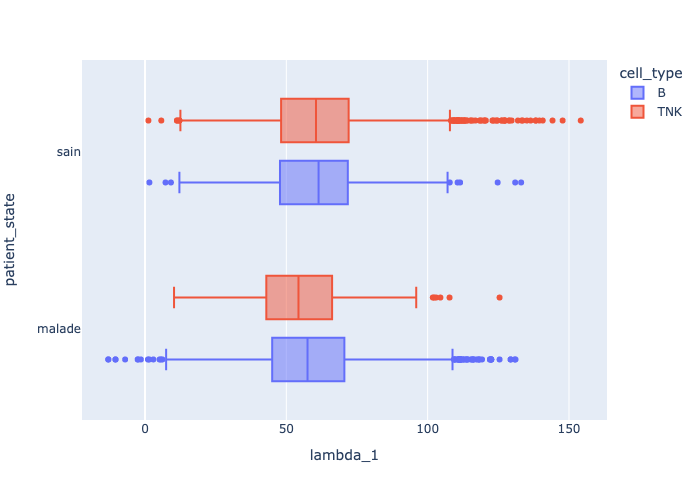 cell_type
B
TNK
sain
malade
patient_state
0 50 100 150
lambda_1